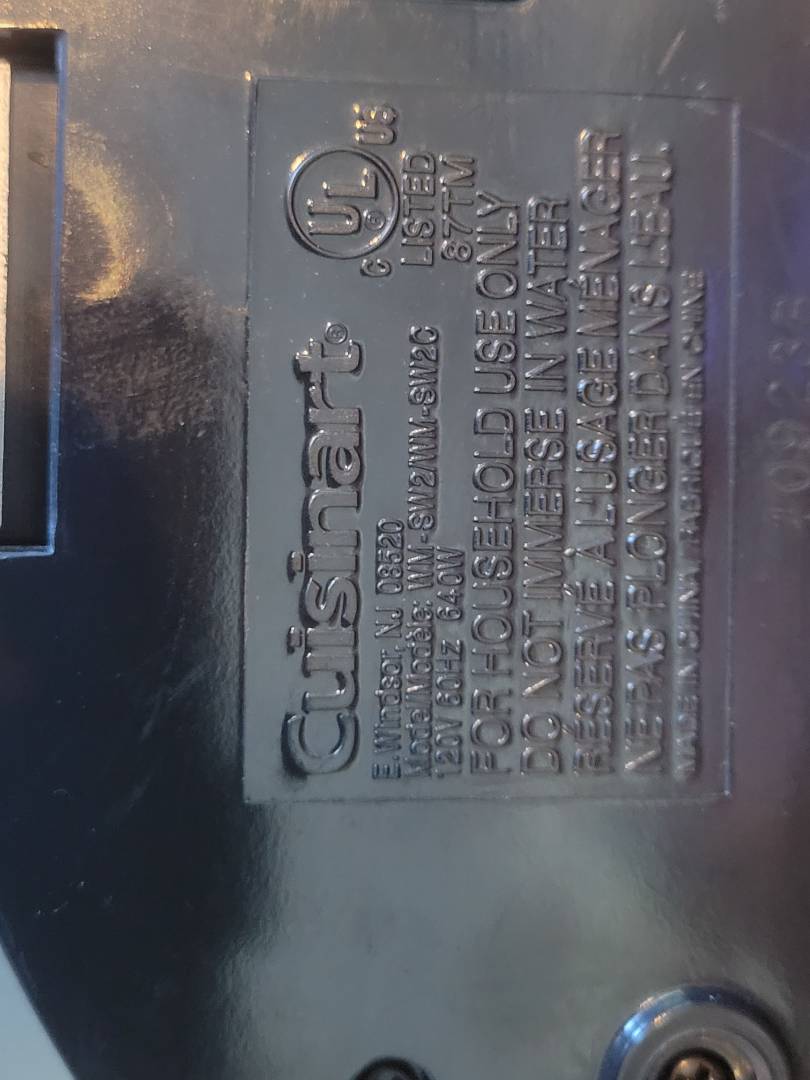 Cuisinart®
E. Windsor, NJ 08520
Model/Modèle: WM-SW2/WM-SW2C
120V 60Hz 640W
C UL® US
LISTED
87TM
FOR HOUSEHOLD USE ONLY
DO NOT IMMERSE IN WATER
RÉSERVÉ À L'USAGE MÉNAGER
NE PAS PLONGER DANS L'EAU.
MADE IN CHINA / FABRIQUÉ EN CHINE